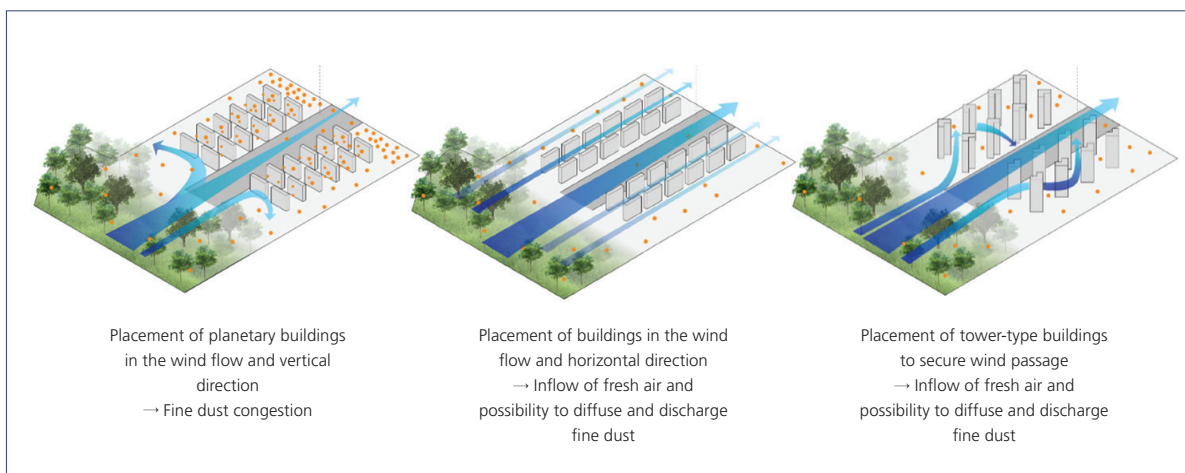 Placement of planetary buildings
in the wind flow and vertical
direction
→ Fine dust congestion
Placement of buildings in the wind
flow and horizontal direction
→ Inflow of fresh air and
possibility to diffuse and discharge
fine dust
Placement of tower-type buildings
to secure wind passage
→ Inflow of fresh air and
possibility to diffuse and discharge
fine dust